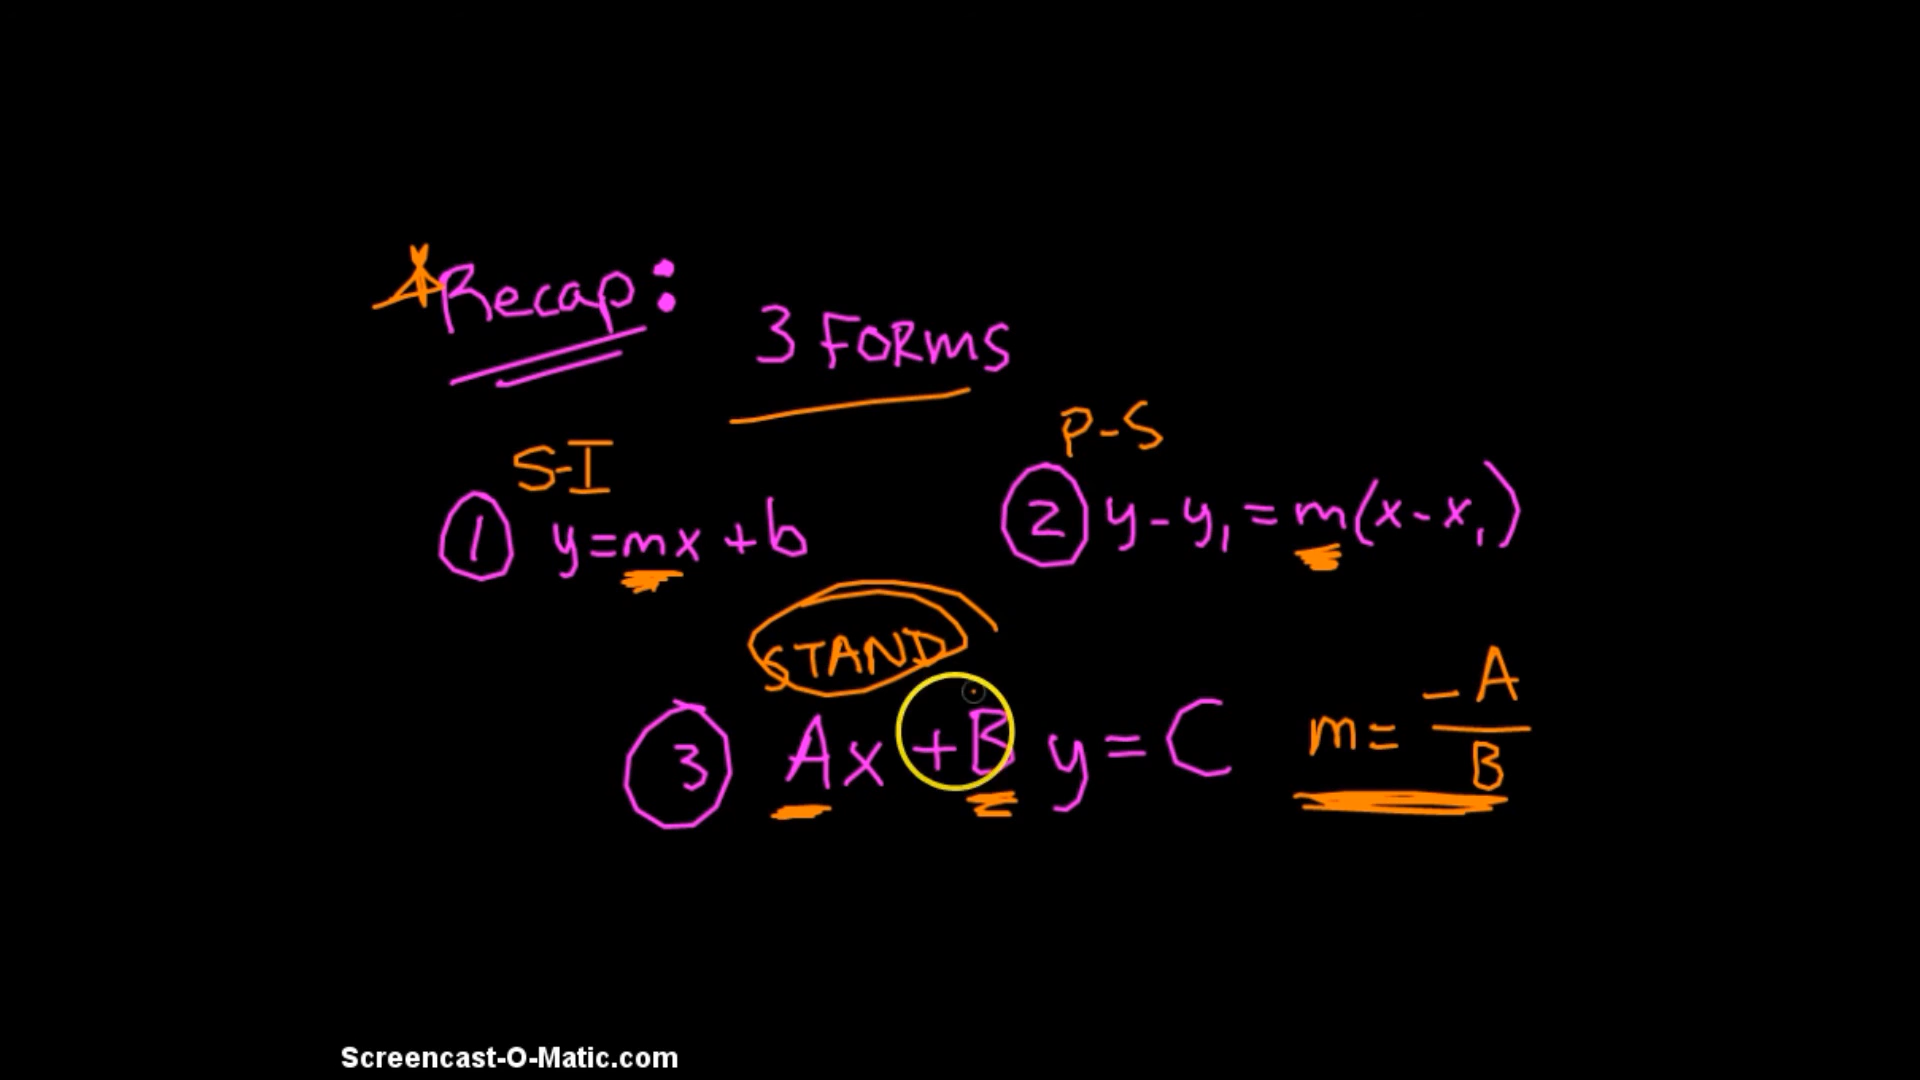 Recap:
3 FORMS
S-I
P-S
① y=mx+b
② y-y₁=m(x-x₁)
STAND
③ Ax+By=C
m=-A/B
Screencast-O-Matic.com